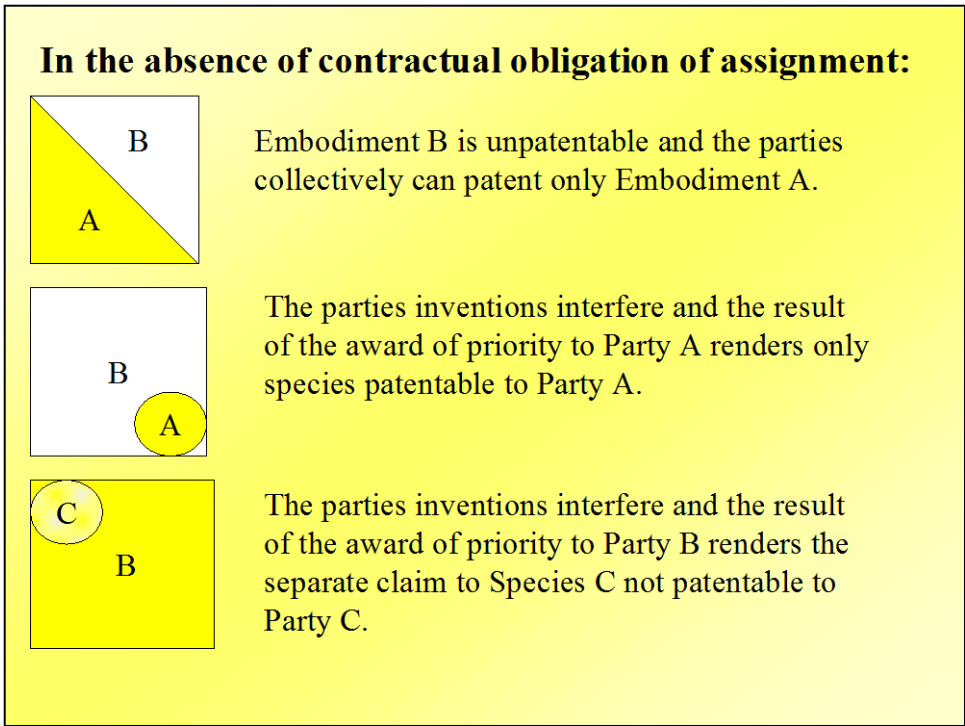 In the absence of contractual obligation of assignment:
B
A
Embodiment B is unpatentable and the parties
collectively can patent only Embodiment A.
B
A
The parties inventions interfere and the result
of the award of priority to Party A renders only
species patentable to Party A.
C
B
The parties inventions interfere and the result
of the award of priority to Party B renders the
separate claim to Species C not patentable to
Party C.